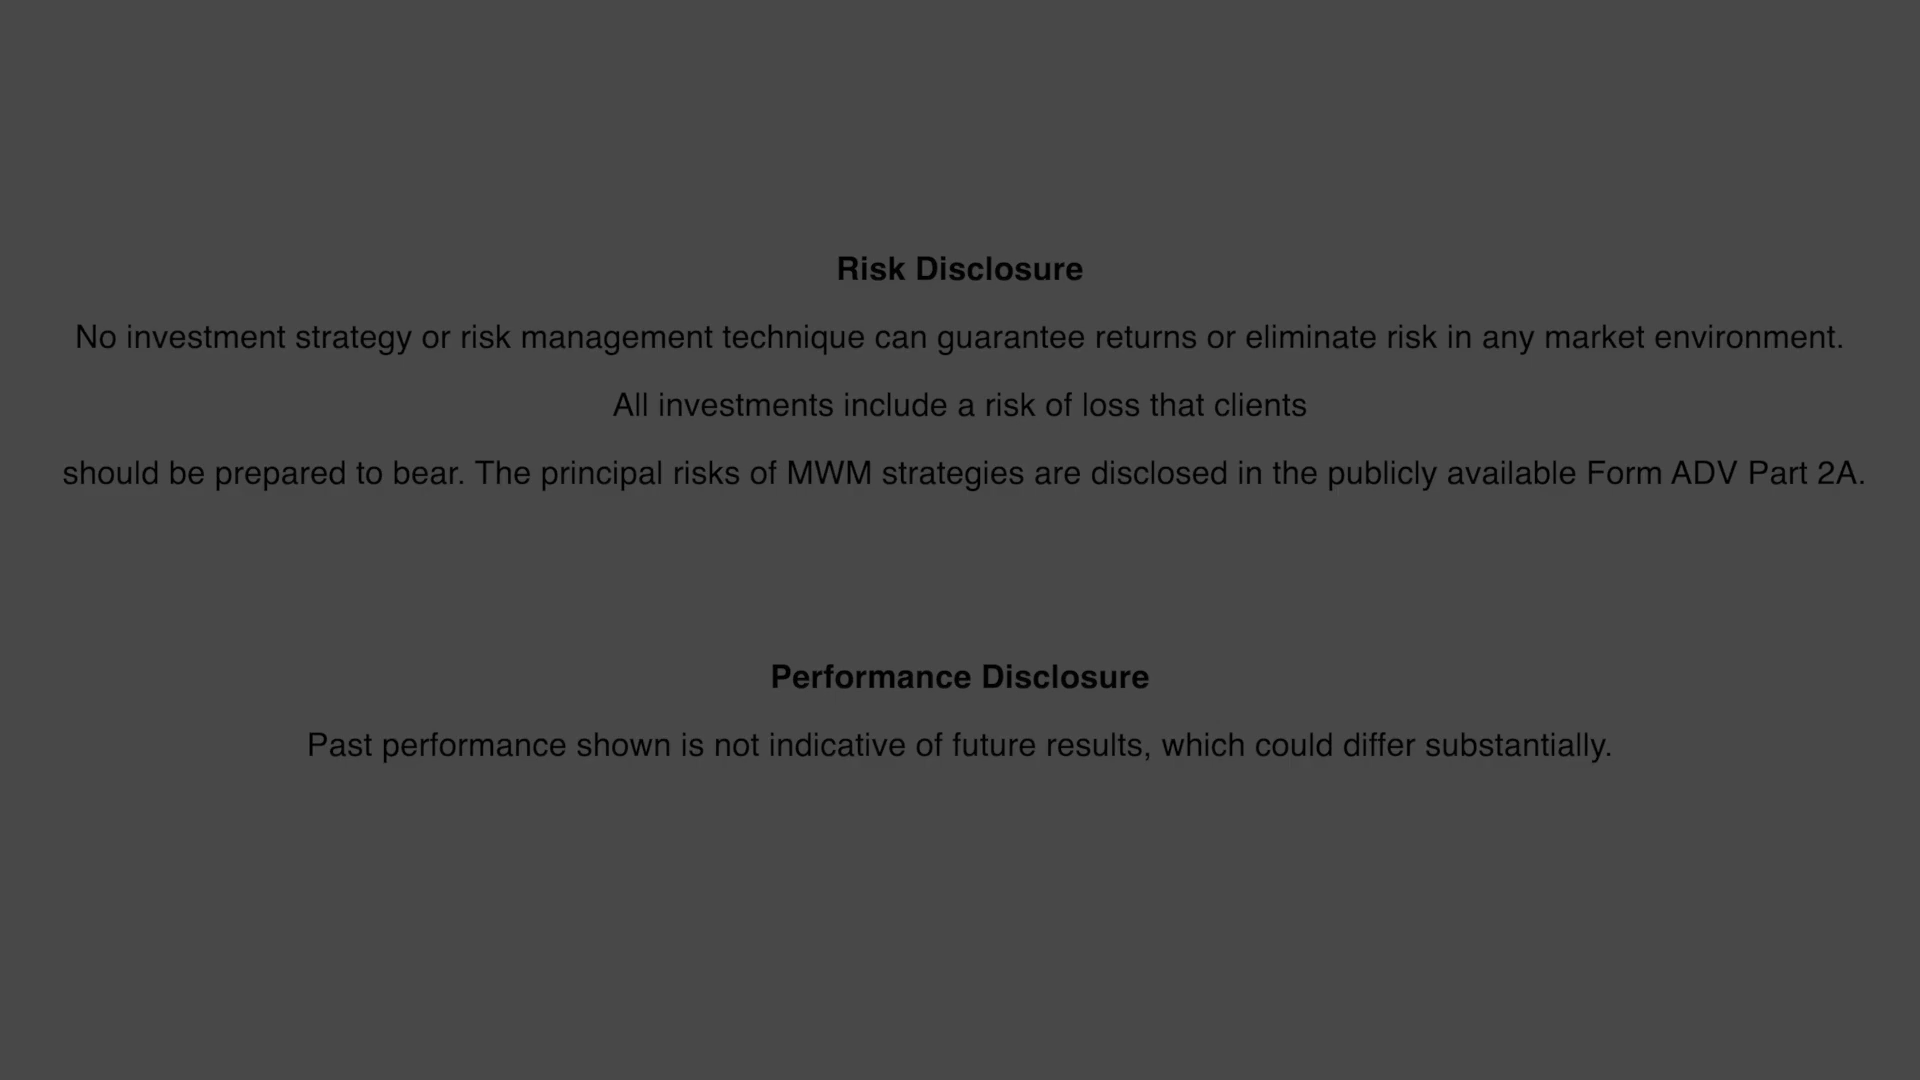 Risk Disclosure
No investment strategy or risk management technique can guarantee returns or eliminate risk in any market environment.
All investments include a risk of loss that clients
should be prepared to bear. The principal risks of MWM strategies are disclosed in the publicly available Form ADV Part 2A.
Performance Disclosure
Past performance shown is not indicative of future results, which could differ substantially.